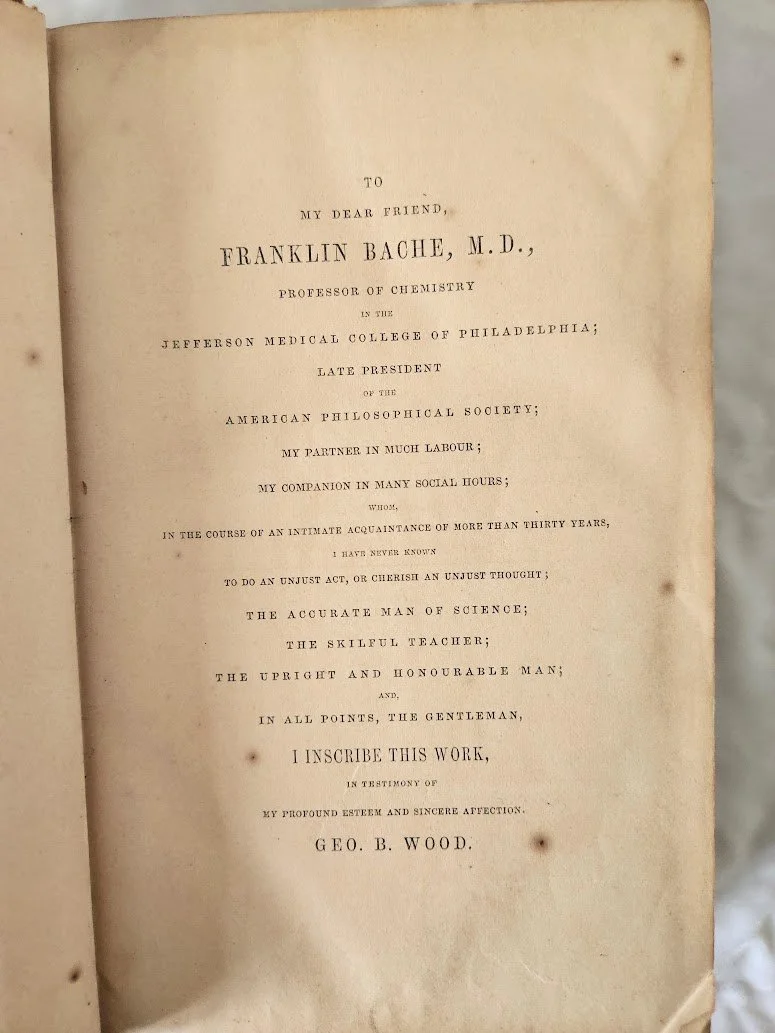 TO
MY DEAR FRIEND,
FRANKLIN BACHE, M.D.,
PROFESSOR OF CHEMISTRY
IN THE
JEFFERSON MEDICAL COLLEGE OF PHILADELPHIA;
LATE PRESIDENT
OF THE
AMERICAN PHILOSOPHICAL SOCIETY;
MY PARTNER IN MUCH LABOUR;
MY COMPANION IN MANY SOCIAL HOURS;
WHOM,
IN THE COURSE OF AN INTIMATE ACQUAINTANCE OF MORE THAN THIRTY YEARS,
I HAVE NEVER KNOWN
TO DO AN UNJUST ACT, OR CHERISH AN UNJUST THOUGHT;
THE ACCURATE MAN OF SCIENCE;
THE SKILFUL TEACHER;
THE UPRIGHT AND HONOURABLE MAN;
AND,
IN ALL POINTS, THE GENTLEMAN,
I INSCRIBE THIS WORK,
IN TESTIMONY OF
MY PROFOUND ESTEEM AND SINCERE AFFECTION.
GEO. B. WOOD.